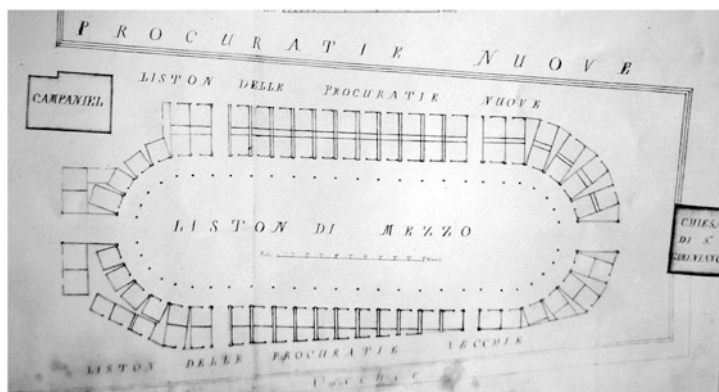 PROCURATIE NUOVE
LISTON DELLE PROCURATIE NUOVE
CAMPANIEL
LISTON DI MEZZO
CHIESA
DI S.
LISTON DELLE PROCURATIE VECCHIE